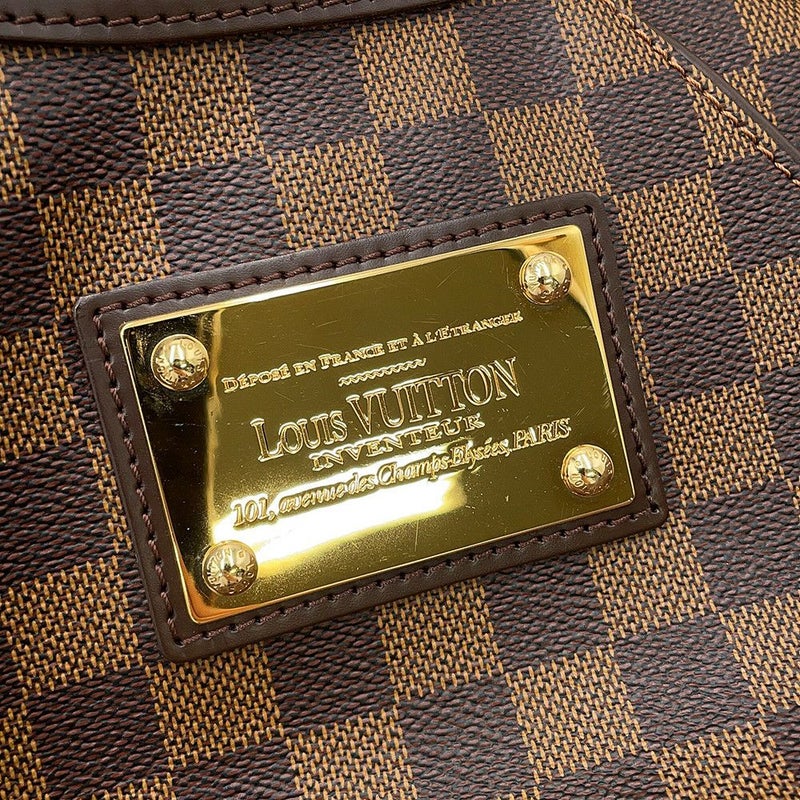 DÉPOSÉ EN FRANCE ET À L'ÉTRANGER
LOUIS VUITTON
INVENTEUR
101, avenue des Champs-Elysées, PARIS